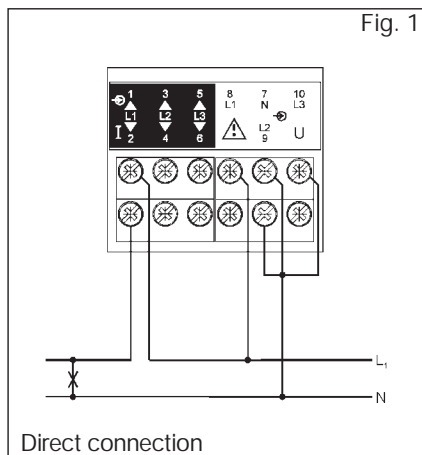 Fig. 1
1 3 5 8 7 10
L1 N L3
L1 L2 L3
I 2 4 6 L2 9 U
L₁
N
Direct connection